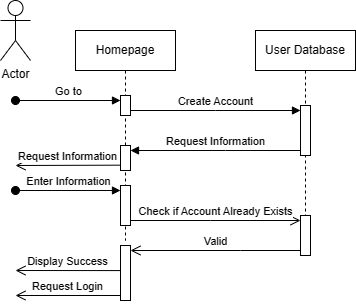 Homepage
User Database
Actor
Go to
Create Account
Request Information
Request Information
Enter Information
Check if Account Already Exists
Valid
Display Success
Request Login